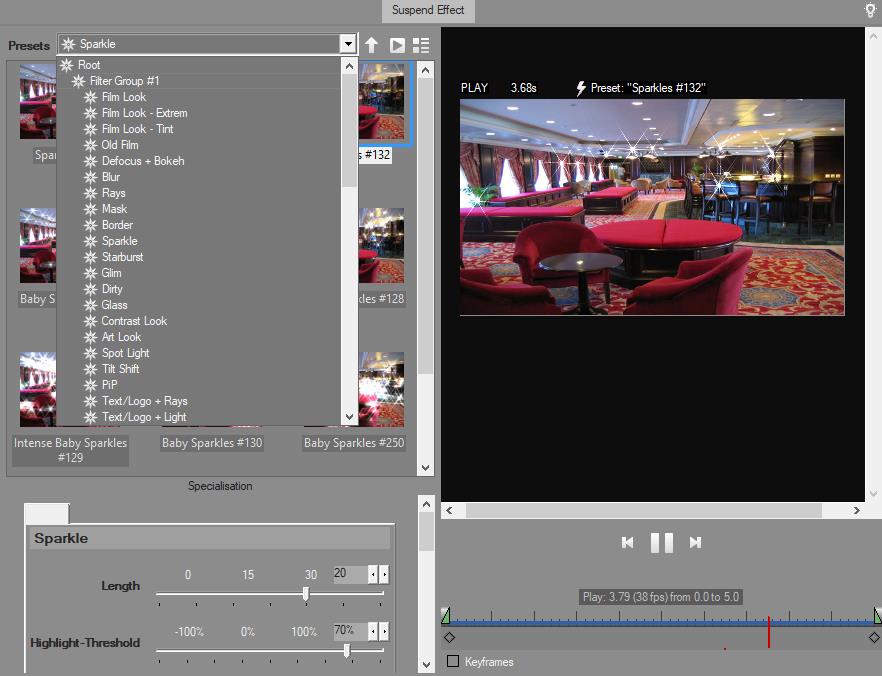 Suspend Effect
Presets
Sparkle
Root
Filter Group #1
Film Look
Film Look - Extrem
Film Look - Tint
Old Film
Defocus + Bokeh
Blur
Rays
Mask
Border
Sparkle
Starburst
Glim
Dirty
Glass
Contrast Look
Art Look
Spot Light
Tilt Shift
PiP
Text/Logo + Rays
Text/Logo + Light
Spar
s #132
Baby S
kles #128
Intense Baby Sparkles
#129
Baby Sparkles #130
Baby Sparkles #250
Specialisation
Sparkle
Length
0 15 30 20
Highlight-Threshold
-100% 0% 100% 70%
PLAY 3.68s Preset: "Sparkles #132"
Play: 3.79 (38 fps) from 0.0 to 5.0
Keyframes